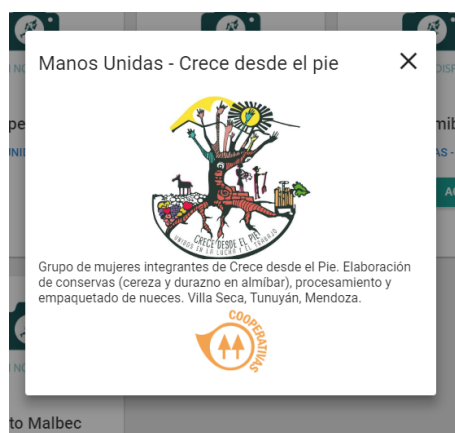 Manos Unidas - Crece desde el pie
CRECE DESDE EL PIE
UNIDOS EN LA LUCHA Y EL TRABAJO
Grupo de mujeres integrantes de Crece desde el Pie. Elaboración
de conservas (cereza y durazno en almíbar), procesamiento y
empaquetado de nueces. Villa Seca, Tunuyán, Mendoza.
COOPERATIVAS
to Malbec